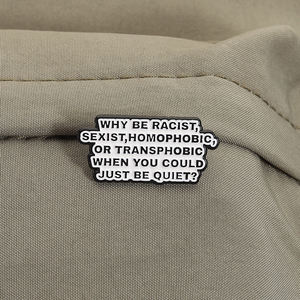 WHY BE RACIST,
SEXIST,HOMOPHOBIC,
OR TRANSPHOBIC
WHEN YOU COULD
JUST BE QUIET?